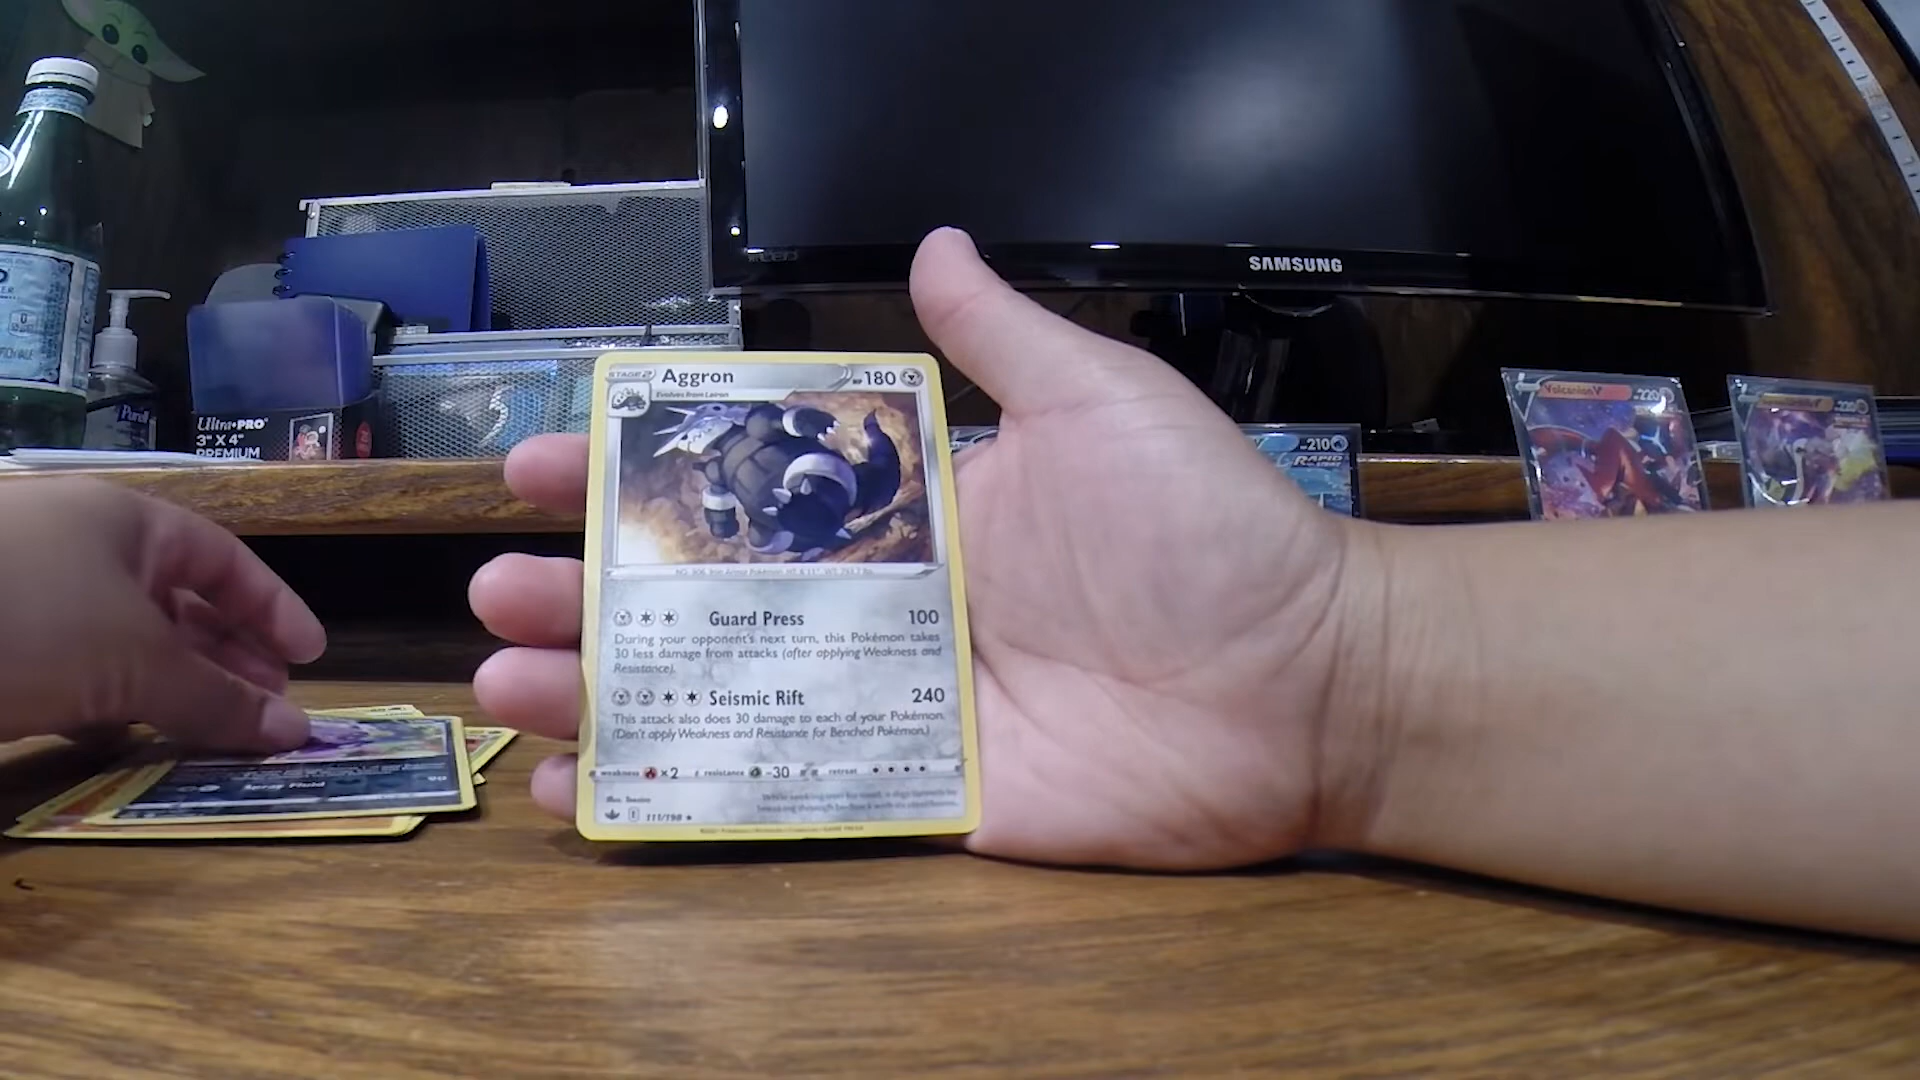 SAMSUNG
Ultra•PRO
3" X 4"
PREMIUM
Purell
STAGE 2 Aggron HP 180
Evolves from Lairon
Guard Press 100
During your opponent's next turn, this Pokémon takes
30 less damage from attacks (after applying Weakness and
Resistance).
Seismic Rift 240
This attack also does 30 damage to each of your Pokémon.
(Don't apply Weakness and Resistance for Benched Pokémon.)
weakness ×2 resistance -30 retreat
111/198
Volcanion V 220
210
RAPID